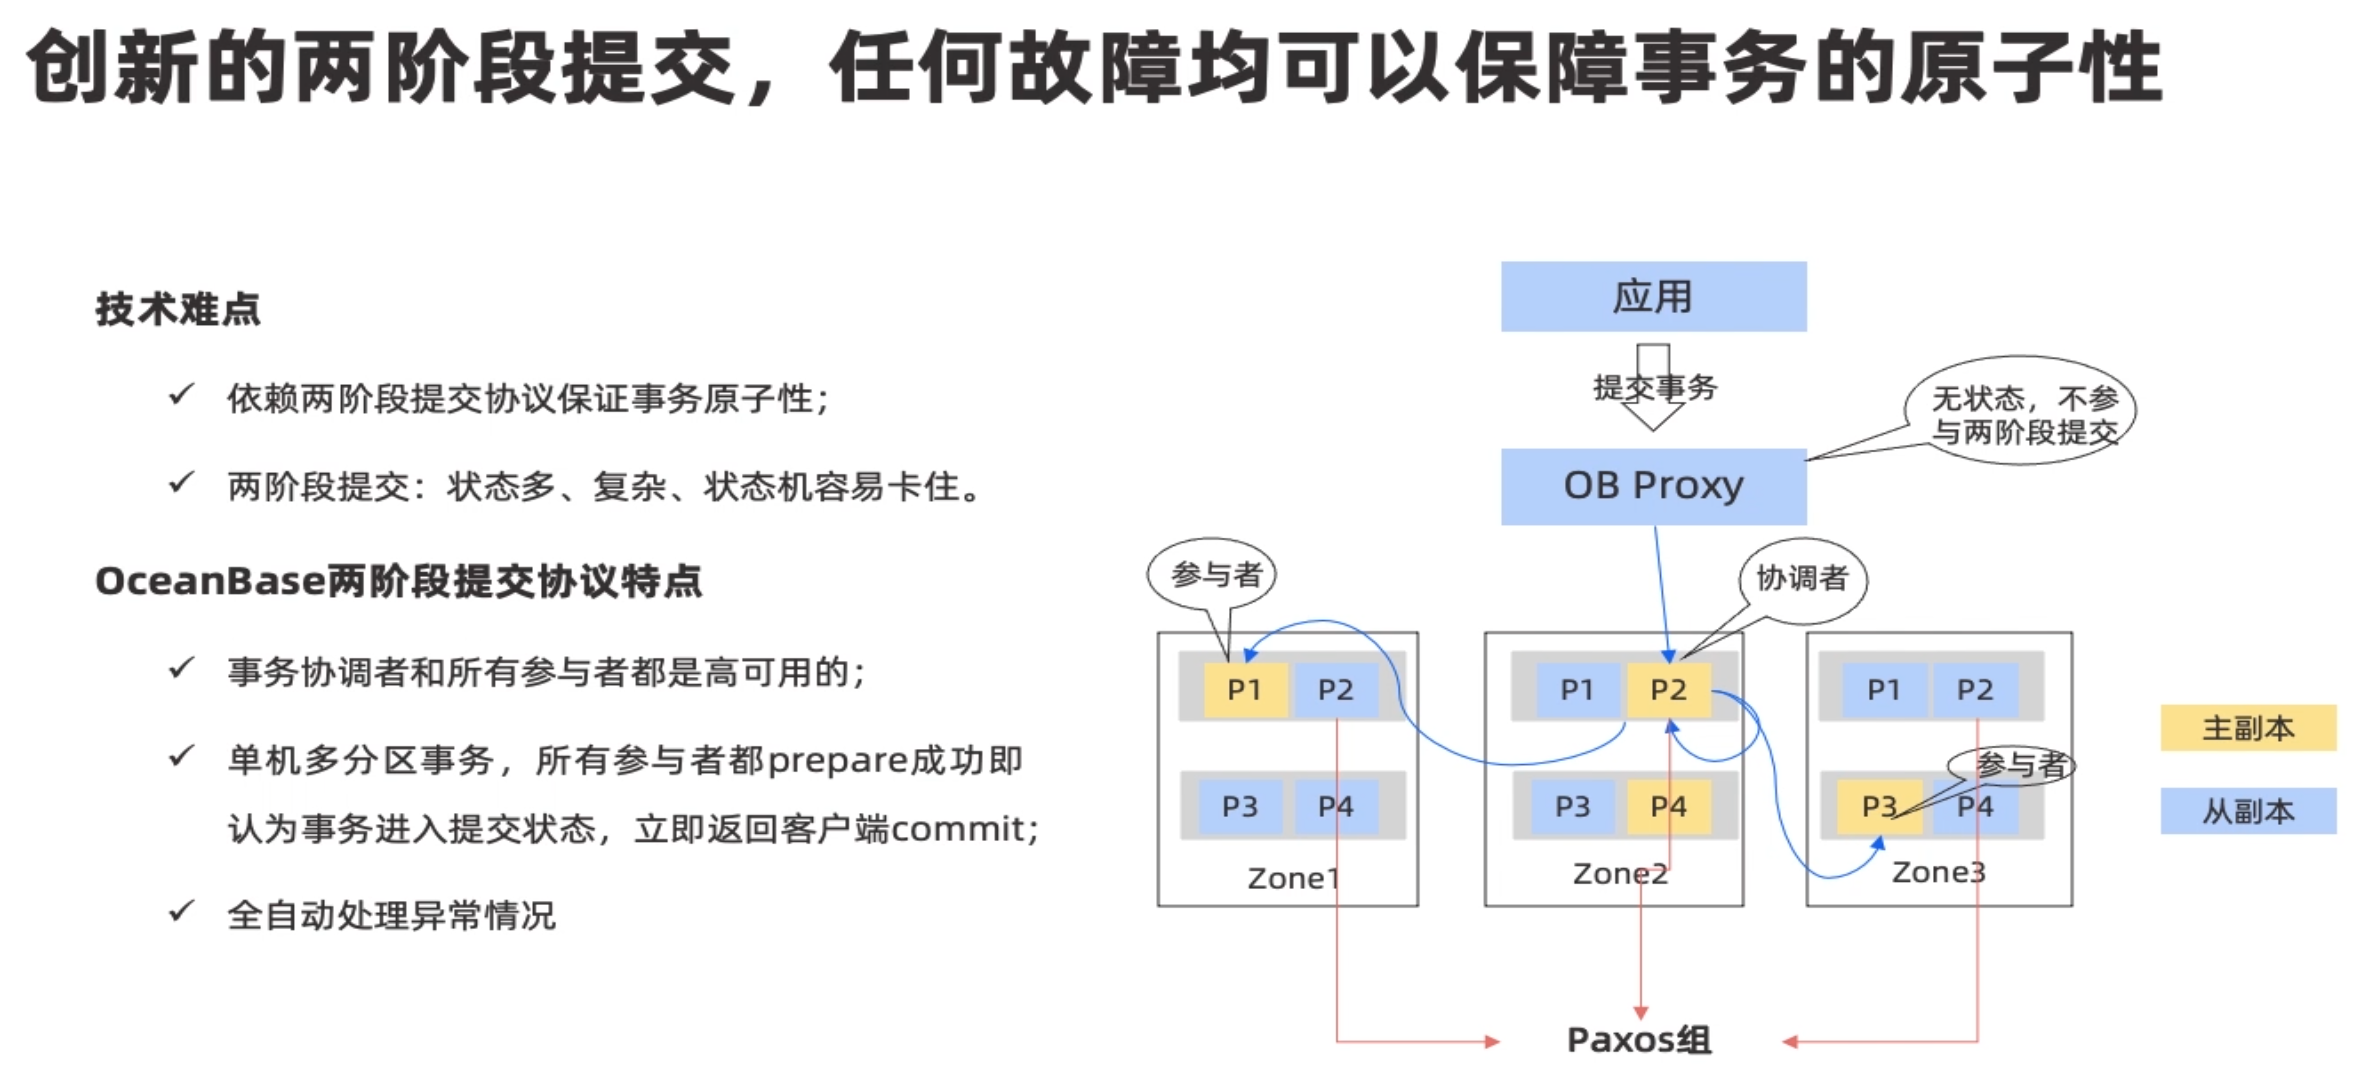 创新的两阶段提交，任何故障均可以保障事务的原子性
技术难点
依赖两阶段提交协议保证事务原子性；
两阶段提交：状态多、复杂、状态机容易卡住。
OceanBase两阶段提交协议特点
事务协调者和所有参与者都是高可用的；
单机多分区事务，所有参与者都prepare成功即
认为事务进入提交状态，立即返回客户端commit；
全自动处理异常情况
应用
提交事务
无状态，不参
与两阶段提交
OB Proxy
参与者
协调者
P1 P2
P3 P4
Zone1
P1 P2
P3 P4
Zone2
P1 P2
参与者
P3 P4
Zone3
主副本
从副本
Paxos组